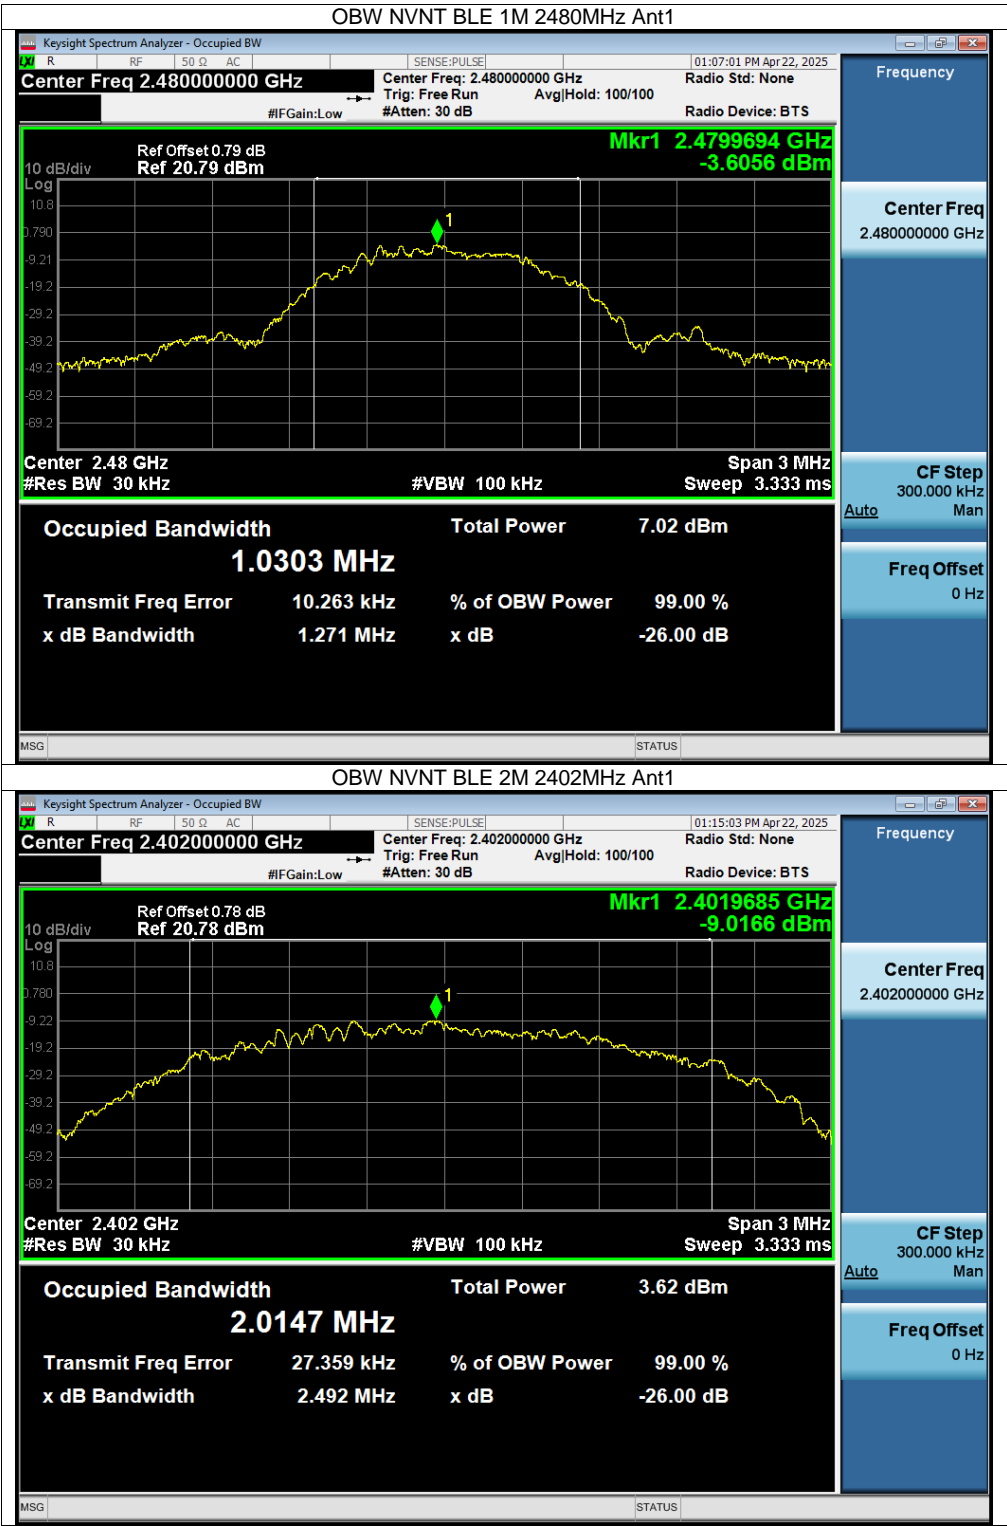 OBW NVNT BLE 1M 2480MHz Ant1
Keysight Spectrum Analyzer - Occupied BW
LXI R RF 50 Ω AC SENSE:PULSE 01:07:01 PM Apr 22, 2025
Center Freq 2.480000000 GHz
Center Freq: 2.480000000 GHz
Radio Std: None
Trig: Free Run Avg|Hold: 100/100
#IFGain:Low
#Atten: 30 dB
Radio Device: BTS
Frequency
Mkr1 2.4799694 GHz
-3.6056 dBm
Ref Offset 0.79 dB
10 dB/div Ref 20.79 dBm
Log
10.8
0.790
-9.21
-19.2
-29.2
-39.2
-49.2
-59.2
-69.2
1
Center 2.48 GHz
Span 3 MHz
#Res BW 30 kHz
#VBW 100 kHz
Sweep 3.333 ms
Center Freq
2.480000000 GHz
CF Step
300.000 kHz
Auto Man
Freq Offset
0 Hz
Occupied Bandwidth
1.0303 MHz
Total Power 7.02 dBm
Transmit Freq Error 10.263 kHz
% of OBW Power 99.00 %
x dB Bandwidth 1.271 MHz
x dB -26.00 dB
MSG STATUS
OBW NVNT BLE 2M 2402MHz Ant1
Keysight Spectrum Analyzer - Occupied BW
LXI R RF 50 Ω AC SENSE:PULSE 01:15:03 PM Apr 22, 2025
Center Freq 2.402000000 GHz
Center Freq: 2.402000000 GHz
Radio Std: None
Trig: Free Run Avg|Hold: 100/100
#IFGain:Low
#Atten: 30 dB
Radio Device: BTS
Frequency
Mkr1 2.4019685 GHz
-9.0166 dBm
Ref Offset 0.78 dB
10 dB/div Ref 20.78 dBm
Log
10.8
0.780
-9.22
-19.2
-29.2
-39.2
-49.2
-59.2
-69.2
1
Center 2.402 GHz
Span 3 MHz
#Res BW 30 kHz
#VBW 100 kHz
Sweep 3.333 ms
Center Freq
2.402000000 GHz
CF Step
300.000 kHz
Auto Man
Freq Offset
0 Hz
Occupied Bandwidth
2.0147 MHz
Total Power 3.62 dBm
Transmit Freq Error 27.359 kHz
% of OBW Power 99.00 %
x dB Bandwidth 2.492 MHz
x dB -26.00 dB
MSG STATUS